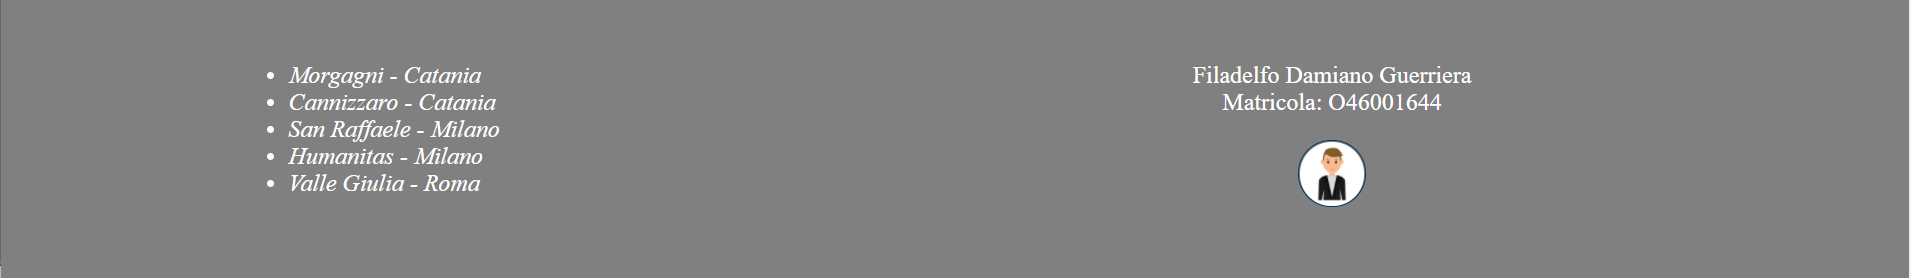 Morgagni - Catania
Cannizzaro - Catania
San Raffaele - Milano
Humanitas - Milano
Valle Giulia - Roma
Filadelfo Damiano Guerriera
Matricola: O46001644